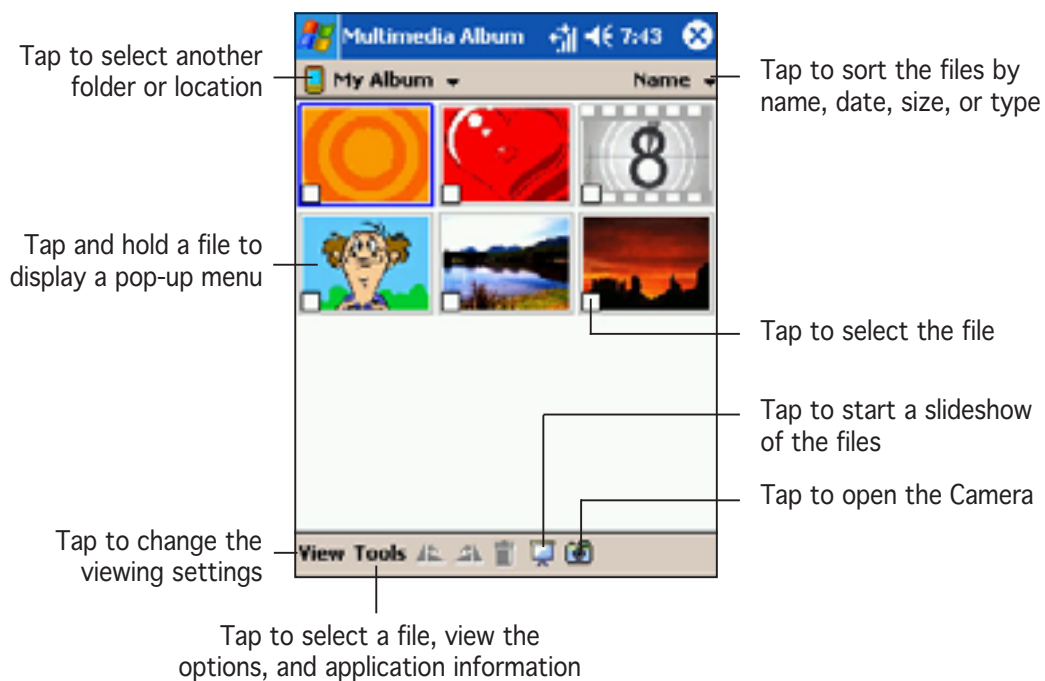 Multimedia Album 7:43
Tap to select another
folder or location
My Album
Name
Tap to sort the files by
name, date, size, or type
8
Tap and hold a file to
display a pop-up menu
Tap to select the file
Tap to start a slideshow
of the files
Tap to open the Camera
Tap to change the
viewing settings
View Tools
Tap to select a file, view the
options, and application information